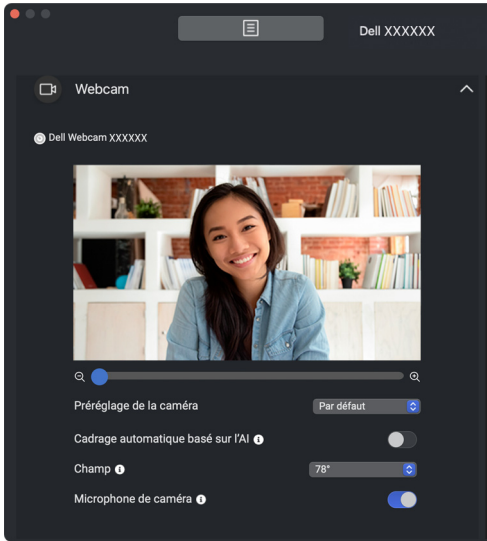 Dell XXXXXX
Webcam
Dell Webcam XXXXXX
Préréglage de la caméra
Par défaut
Cadrage automatique basé sur l'AI
Champ
78°
Microphone de caméra